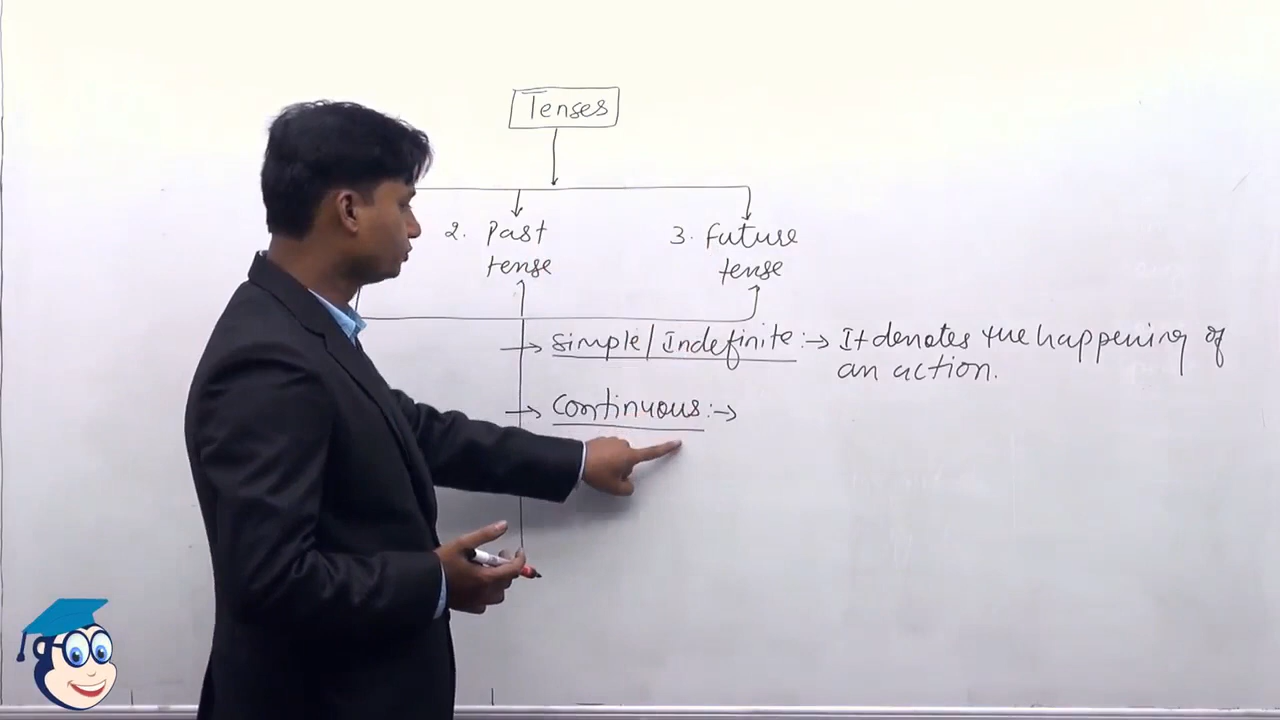 Tenses
2. Past
tense
3. future
tense
Simple/Indefinite:→ It denotes the happening of
an action.
Continuous:→